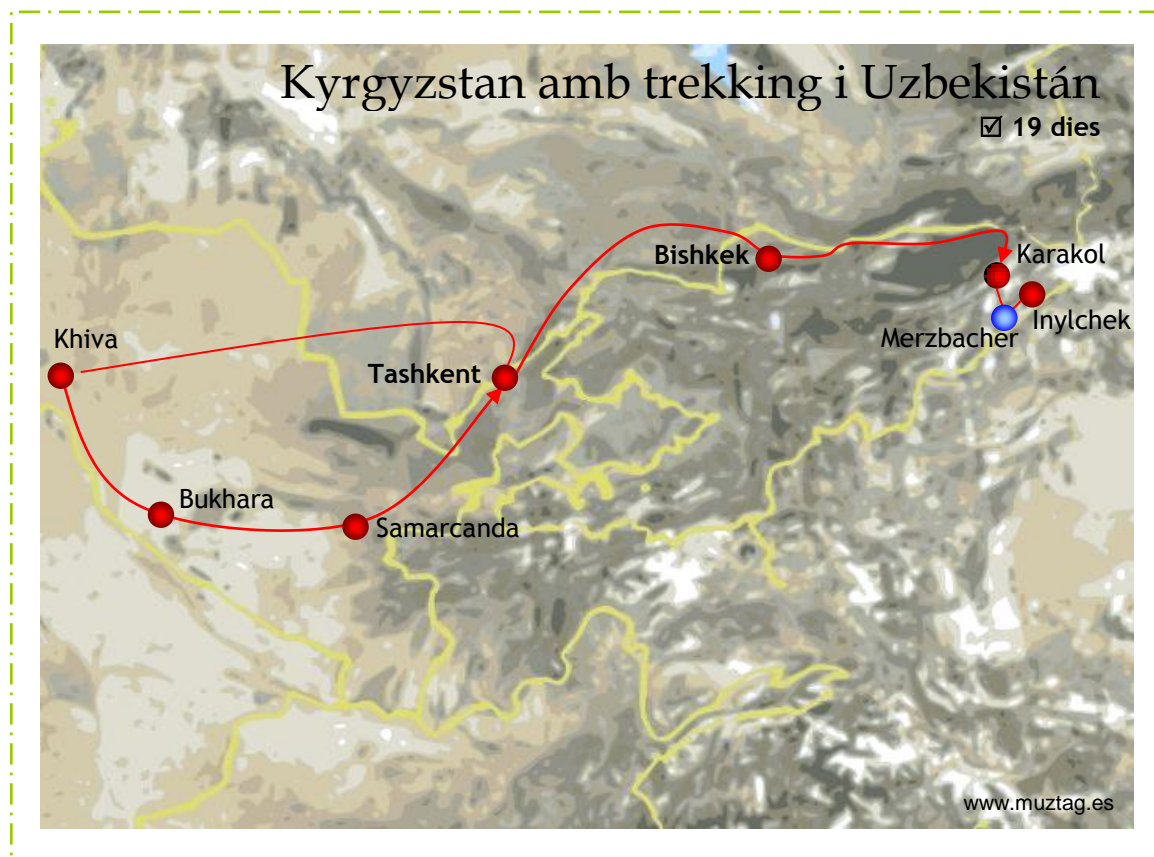 Kyrgyzstan amb trekking i Uzbekistán
☑ 19 dies
Bishkek
Karakol
Inylchek
Merzbacher
Khiva
Tashkent
Bukhara
Samarcanda
www.muztag.es